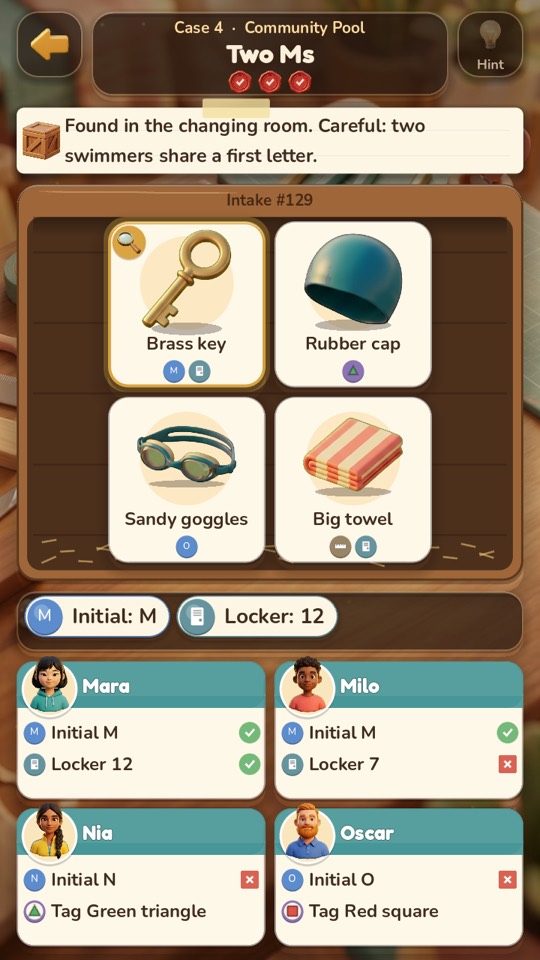 Case 4 · Community Pool
Two Ms
Hint
Found in the changing room. Careful: two
swimmers share a first letter.
Intake #129
Brass key
M
Rubber cap
Sandy goggles
O
Big towel
M Initial: M
Locker: 12
Mara
M Initial M
Locker 12
Milo
M Initial M
Locker 7
Nia
N Initial N
Tag Green triangle
Oscar
O Initial O
Tag Red square